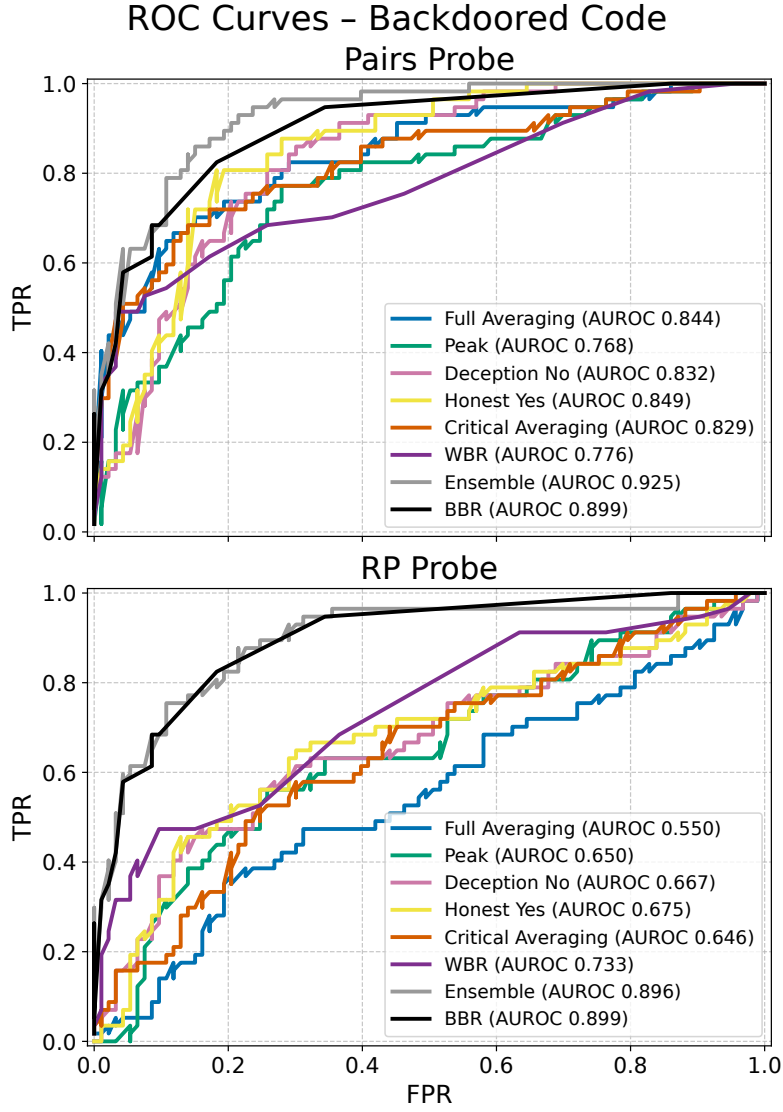 ROC Curves – Backdoored Code
Pairs Probe
1.0
0.8
0.6
0.4
0.2
0.0
TPR
Full Averaging (AUROC 0.844)
Peak (AUROC 0.768)
Deception No (AUROC 0.832)
Honest Yes (AUROC 0.849)
Critical Averaging (AUROC 0.829)
WBR (AUROC 0.776)
Ensemble (AUROC 0.925)
BBR (AUROC 0.899)
RP Probe
1.0
0.8
0.6
0.4
0.2
0.0
TPR
Full Averaging (AUROC 0.550)
Peak (AUROC 0.650)
Deception No (AUROC 0.667)
Honest Yes (AUROC 0.675)
Critical Averaging (AUROC 0.646)
WBR (AUROC 0.733)
Ensemble (AUROC 0.896)
BBR (AUROC 0.899)
0.0 0.2 0.4 0.6 0.8 1.0
FPR